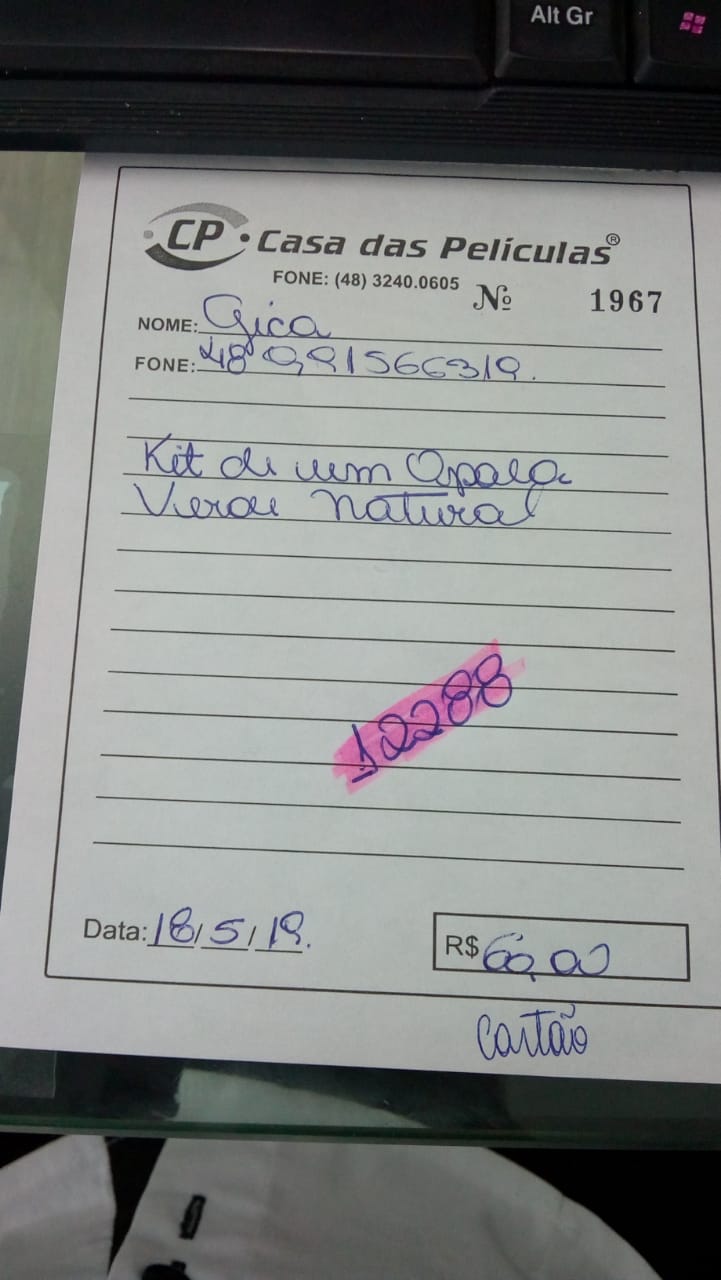 Alt Gr
CP · Casa das Películas®
FONE: (48) 3240.0605 Nº 1967
NOME: Gica
FONE: 48 991566319.
Kit de um Opala
Verde Natural
12288
Data: 18/5/19.
R$ 60,00
Cartão